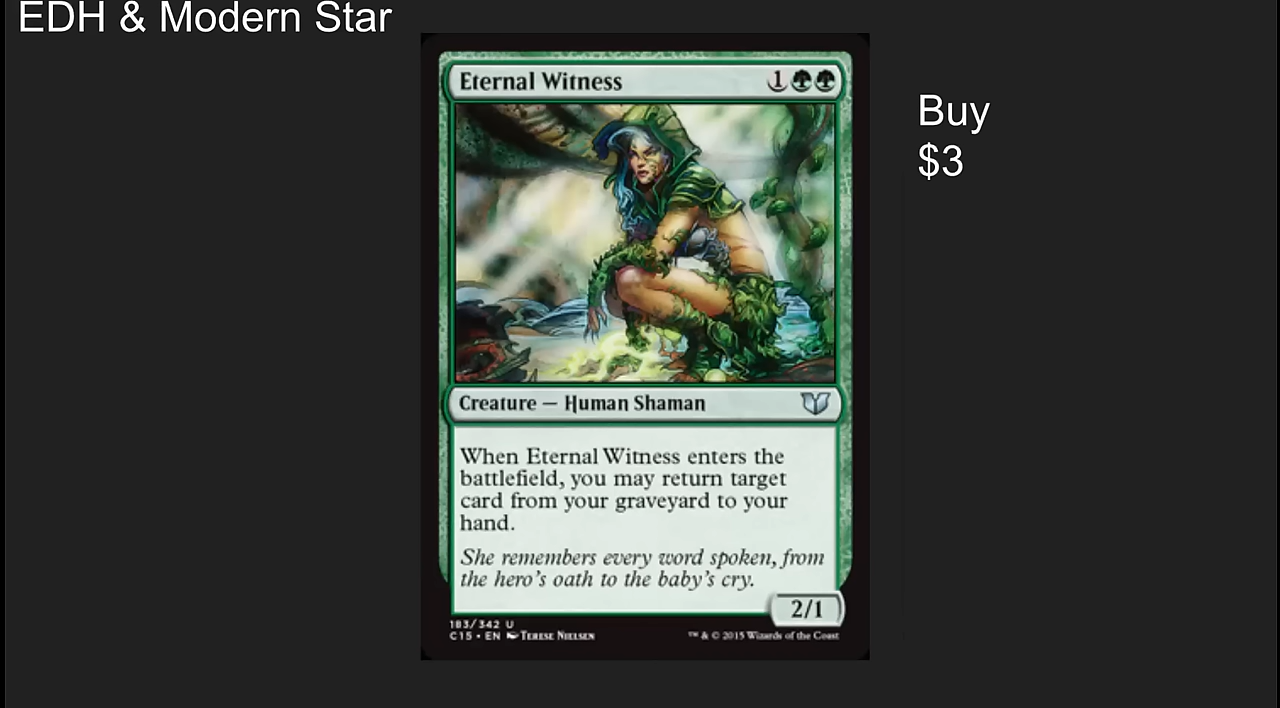 EDH & Modern Star
Eternal Witness 1
Buy
$3
Creature — Human Shaman
When Eternal Witness enters the
battlefield, you may return target
card from your graveyard to your
hand.
She remembers every word spoken, from
the hero's oath to the baby's cry.
2/1
183/342 U
C15 • EN Terese Nielsen
™ & © 2015 Wizards of the Coast